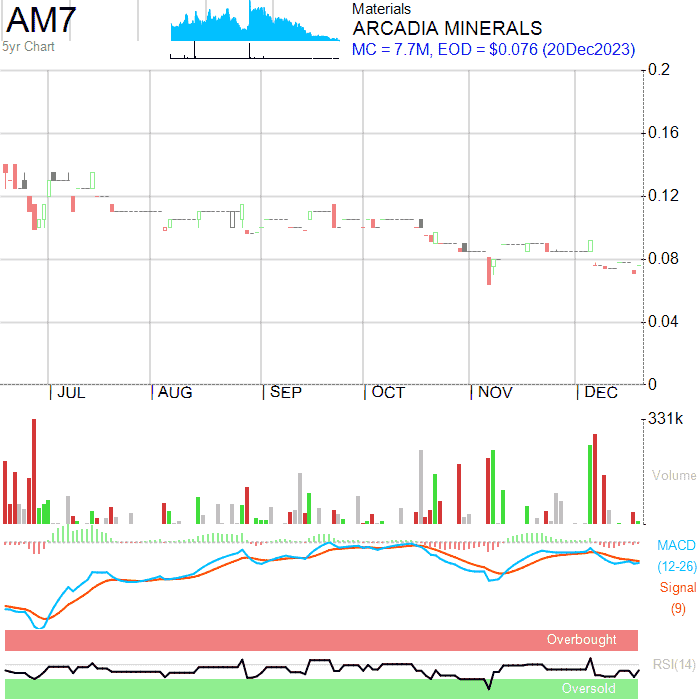 AM7
5yr Chart
Materials
ARCADIA MINERALS
MC = 7.7M, EOD = $0.076 (20Dec2023)
0.2
0.16
0.12
0.08
0.04
0
JUL AUG SEP OCT NOV DEC
331k
Volume
MACD
(12-26)
Signal
(9)
Overbought
RSI(14)
Oversold